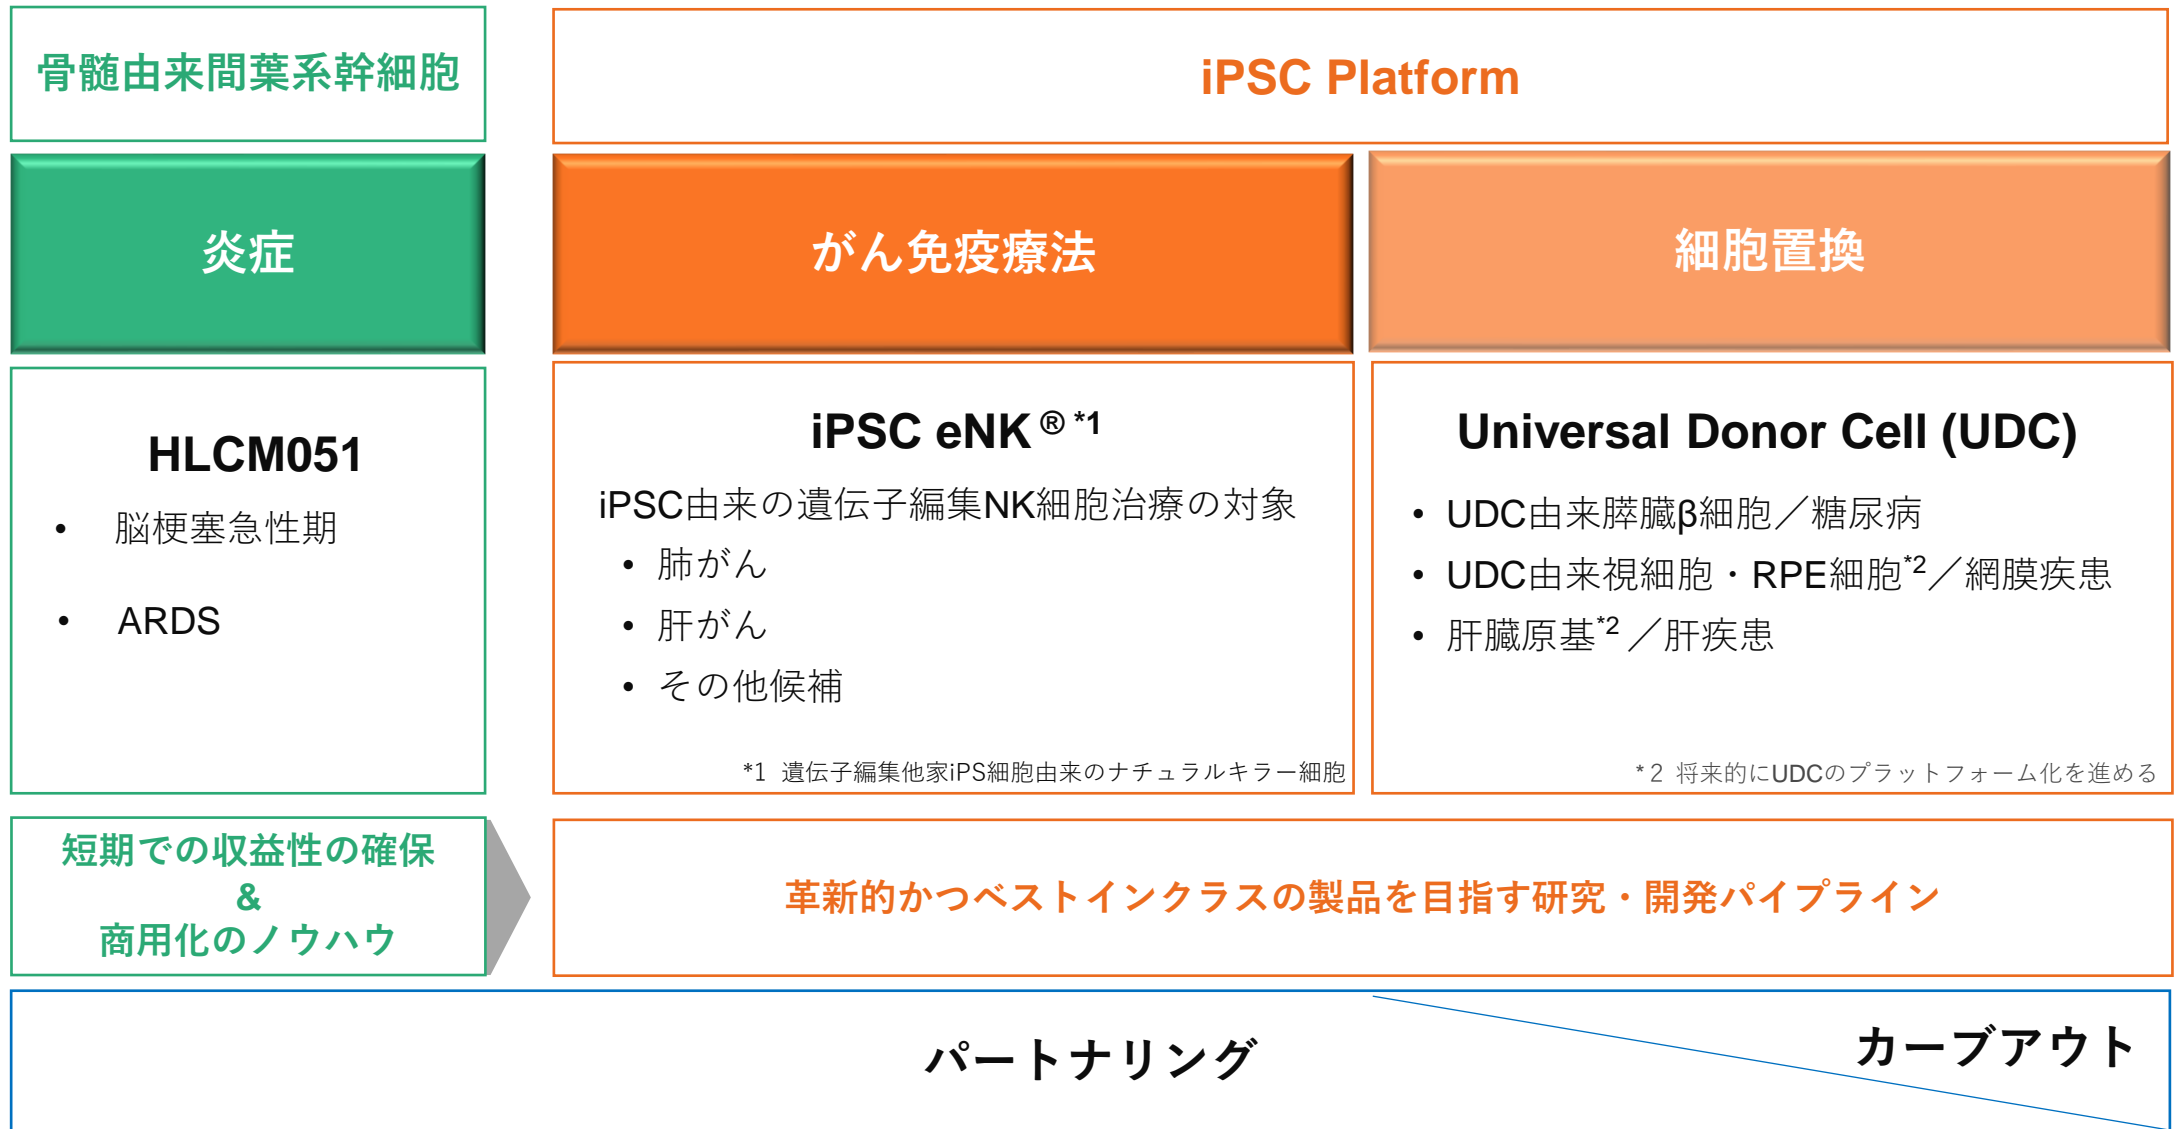 骨髄由来間葉系幹細胞
iPSC Platform
炎症
がん免疫療法
細胞置換
HLCM051
• 脳梗塞急性期
• ARDS
iPSC eNK ® *1
iPSC由来の遺伝子編集NK細胞治療の対象
• 肺がん
• 肝がん
• その他候補
*1 遺伝子編集他家iPS細胞由来のナチュラルキラー細胞
Universal Donor Cell (UDC)
• UDC由来膵臓β細胞／糖尿病
• UDC由来視細胞・RPE細胞*2／網膜疾患
• 肝臓原基*2 ／肝疾患
*２ 将来的にUDCのプラットフォーム化を進める
短期での収益性の確保
&
商用化のノウハウ
革新的かつベストインクラスの製品を目指す研究・開発パイプライン
パートナリング
カーブアウト